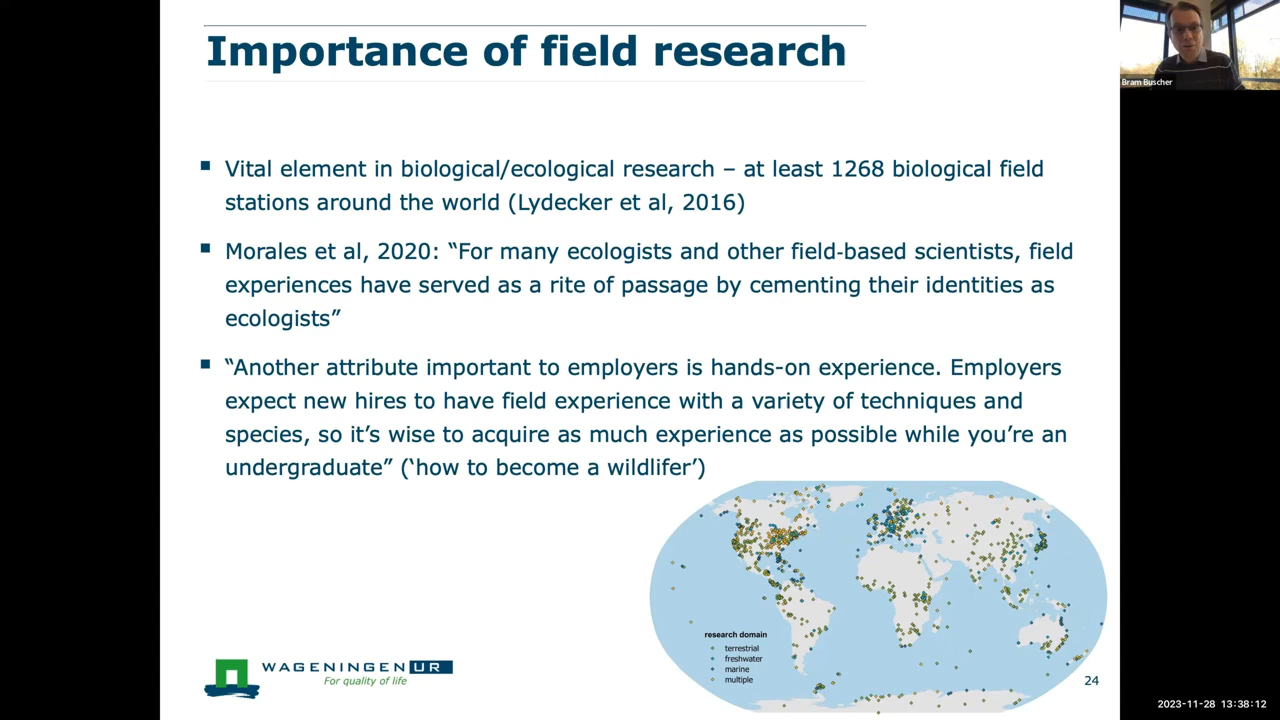 Importance of field research
Bram Buscher
▪ Vital element in biological/ecological research – at least 1268 biological field
stations around the world (Lydecker et al, 2016)
▪ Morales et al, 2020: “For many ecologists and other field-based scientists, field
experiences have served as a rite of passage by cementing their identities as
ecologists”
▪ “Another attribute important to employers is hands-on experience. Employers
expect new hires to have field experience with a variety of techniques and
species, so it’s wise to acquire as much experience as possible while you’re an
undergraduate” (‘how to become a wildlifer’)
research domain
terrestrial
freshwater
marine
multiple
WAGENINGEN UR
For quality of life
24
2023-11-28 13:38:12